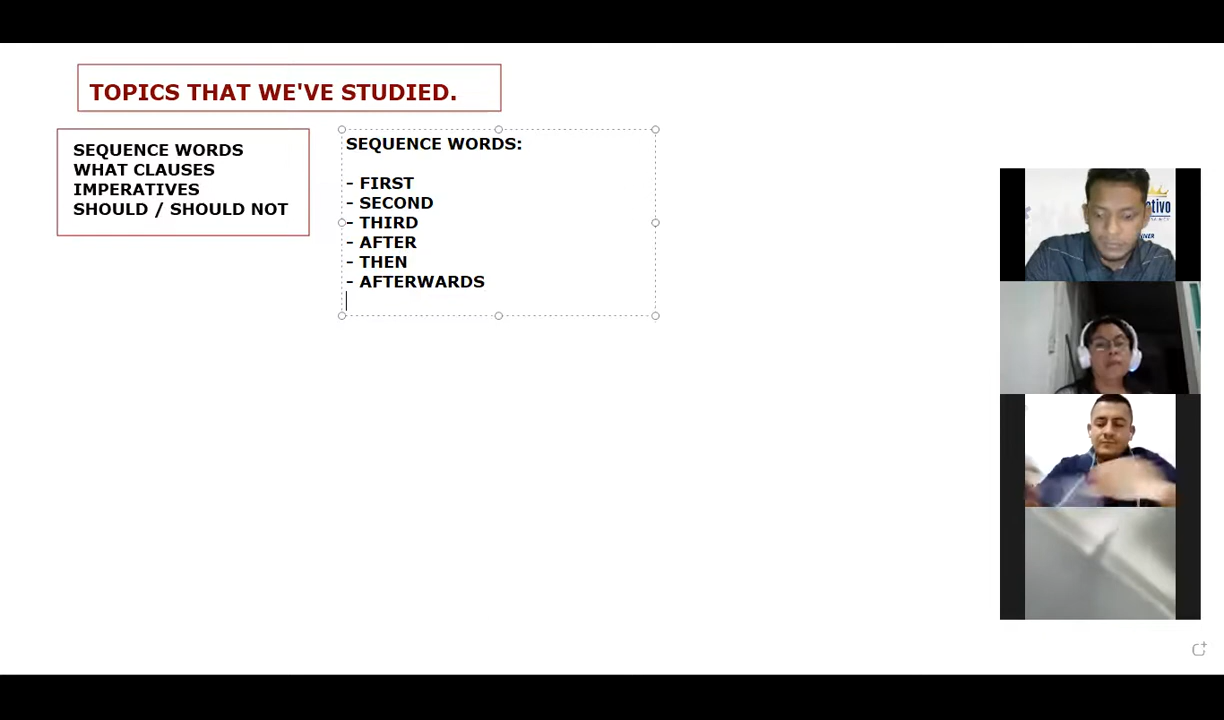 TOPICS THAT WE'VE STUDIED.
SEQUENCE WORDS
WHAT CLAUSES
IMPERATIVES
SHOULD / SHOULD NOT
SEQUENCE WORDS:
- FIRST
- SECOND
- THIRD
- AFTER
- THEN
- AFTERWARDS